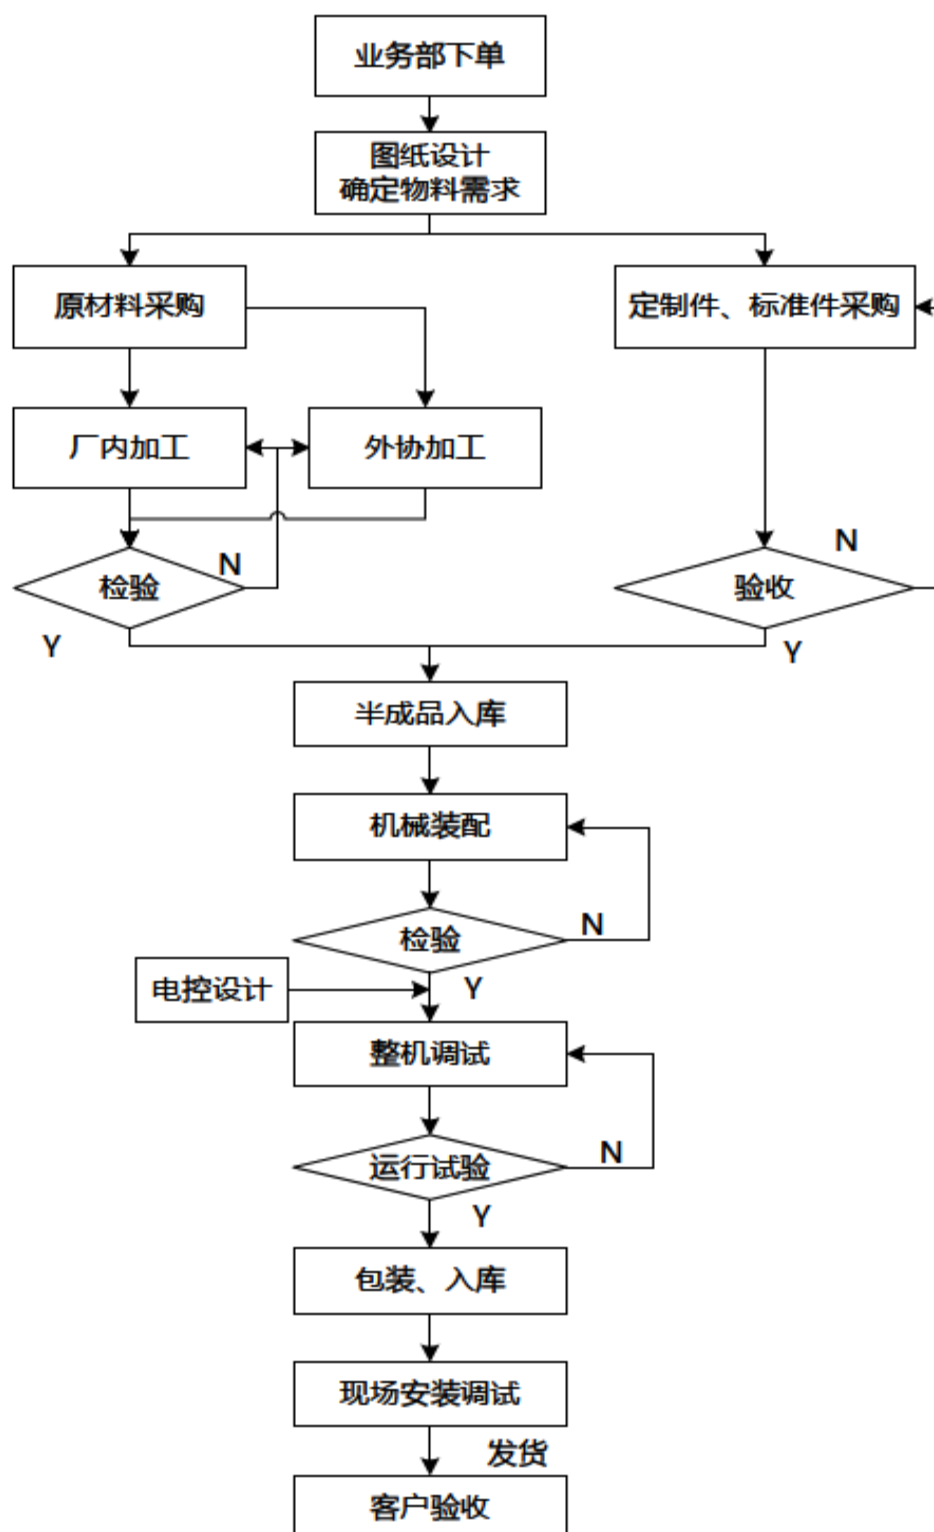 业务部下单
图纸设计
确定物料需求
原材料采购
定制件、标准件采购
厂内加工
外协加工
检验
N
Y
验收
N
Y
半成品入库
机械装配
检验
N
Y
电控设计
整机调试
运行试验
N
Y
包装、入库
现场安装调试
发货
客户验收